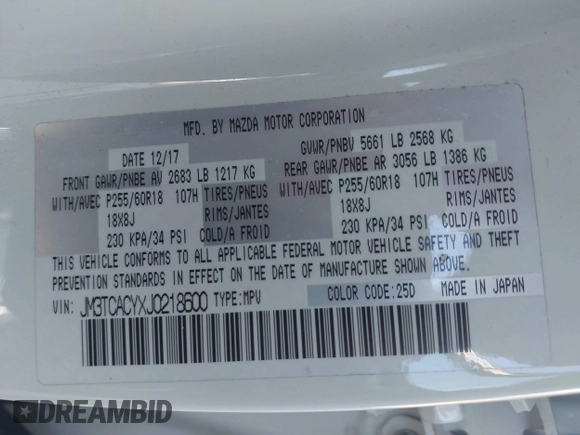 MFD. BY MAZDA MOTOR CORPORATION
DATE 12/17 GVWR/PNBV 5661 LB 2568 KG
FRONT GAWR/PNBE AV 2683 LB 1217 KG REAR GAWR/PNBE AR 3056 LB 1386 KG
WITH/AVEC P255/60R18 107H TIRES/PNEUS WITH/AVEC P255/60R18 107H TIRES/PNEUS
18X8J RIMS/JANTES 18X8J RIMS/JANTES
230 KPA/34 PSI COLD/A FROID 230 KPA/34 PSI COLD/A FROID
THIS VEHICLE CONFORMS TO ALL APPLICABLE FEDERAL MOTOR VEHICLE SAFETY AND THEFT
PREVENTION STANDARDS IN EFFECT ON THE DATE OF MANUFACTURE SHOWN ABOVE.
VIN: JM3TCACYXJ0218600 TYPE:MPV COLOR CODE:25D MADE IN JAPAN
DREAMBID